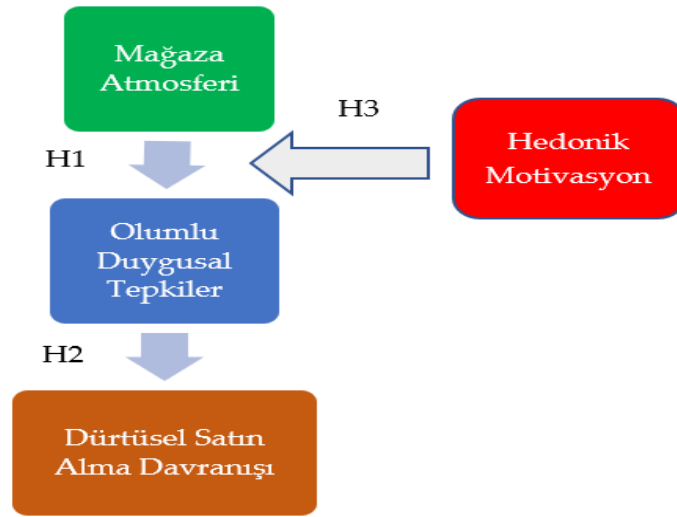 Mağaza
Atmosferi
H3
H1
Hedonik
Motivasyon
Olumlu
Duygusal
Tepkiler
H2
Dürtüsel Satın
Alma Davranışı